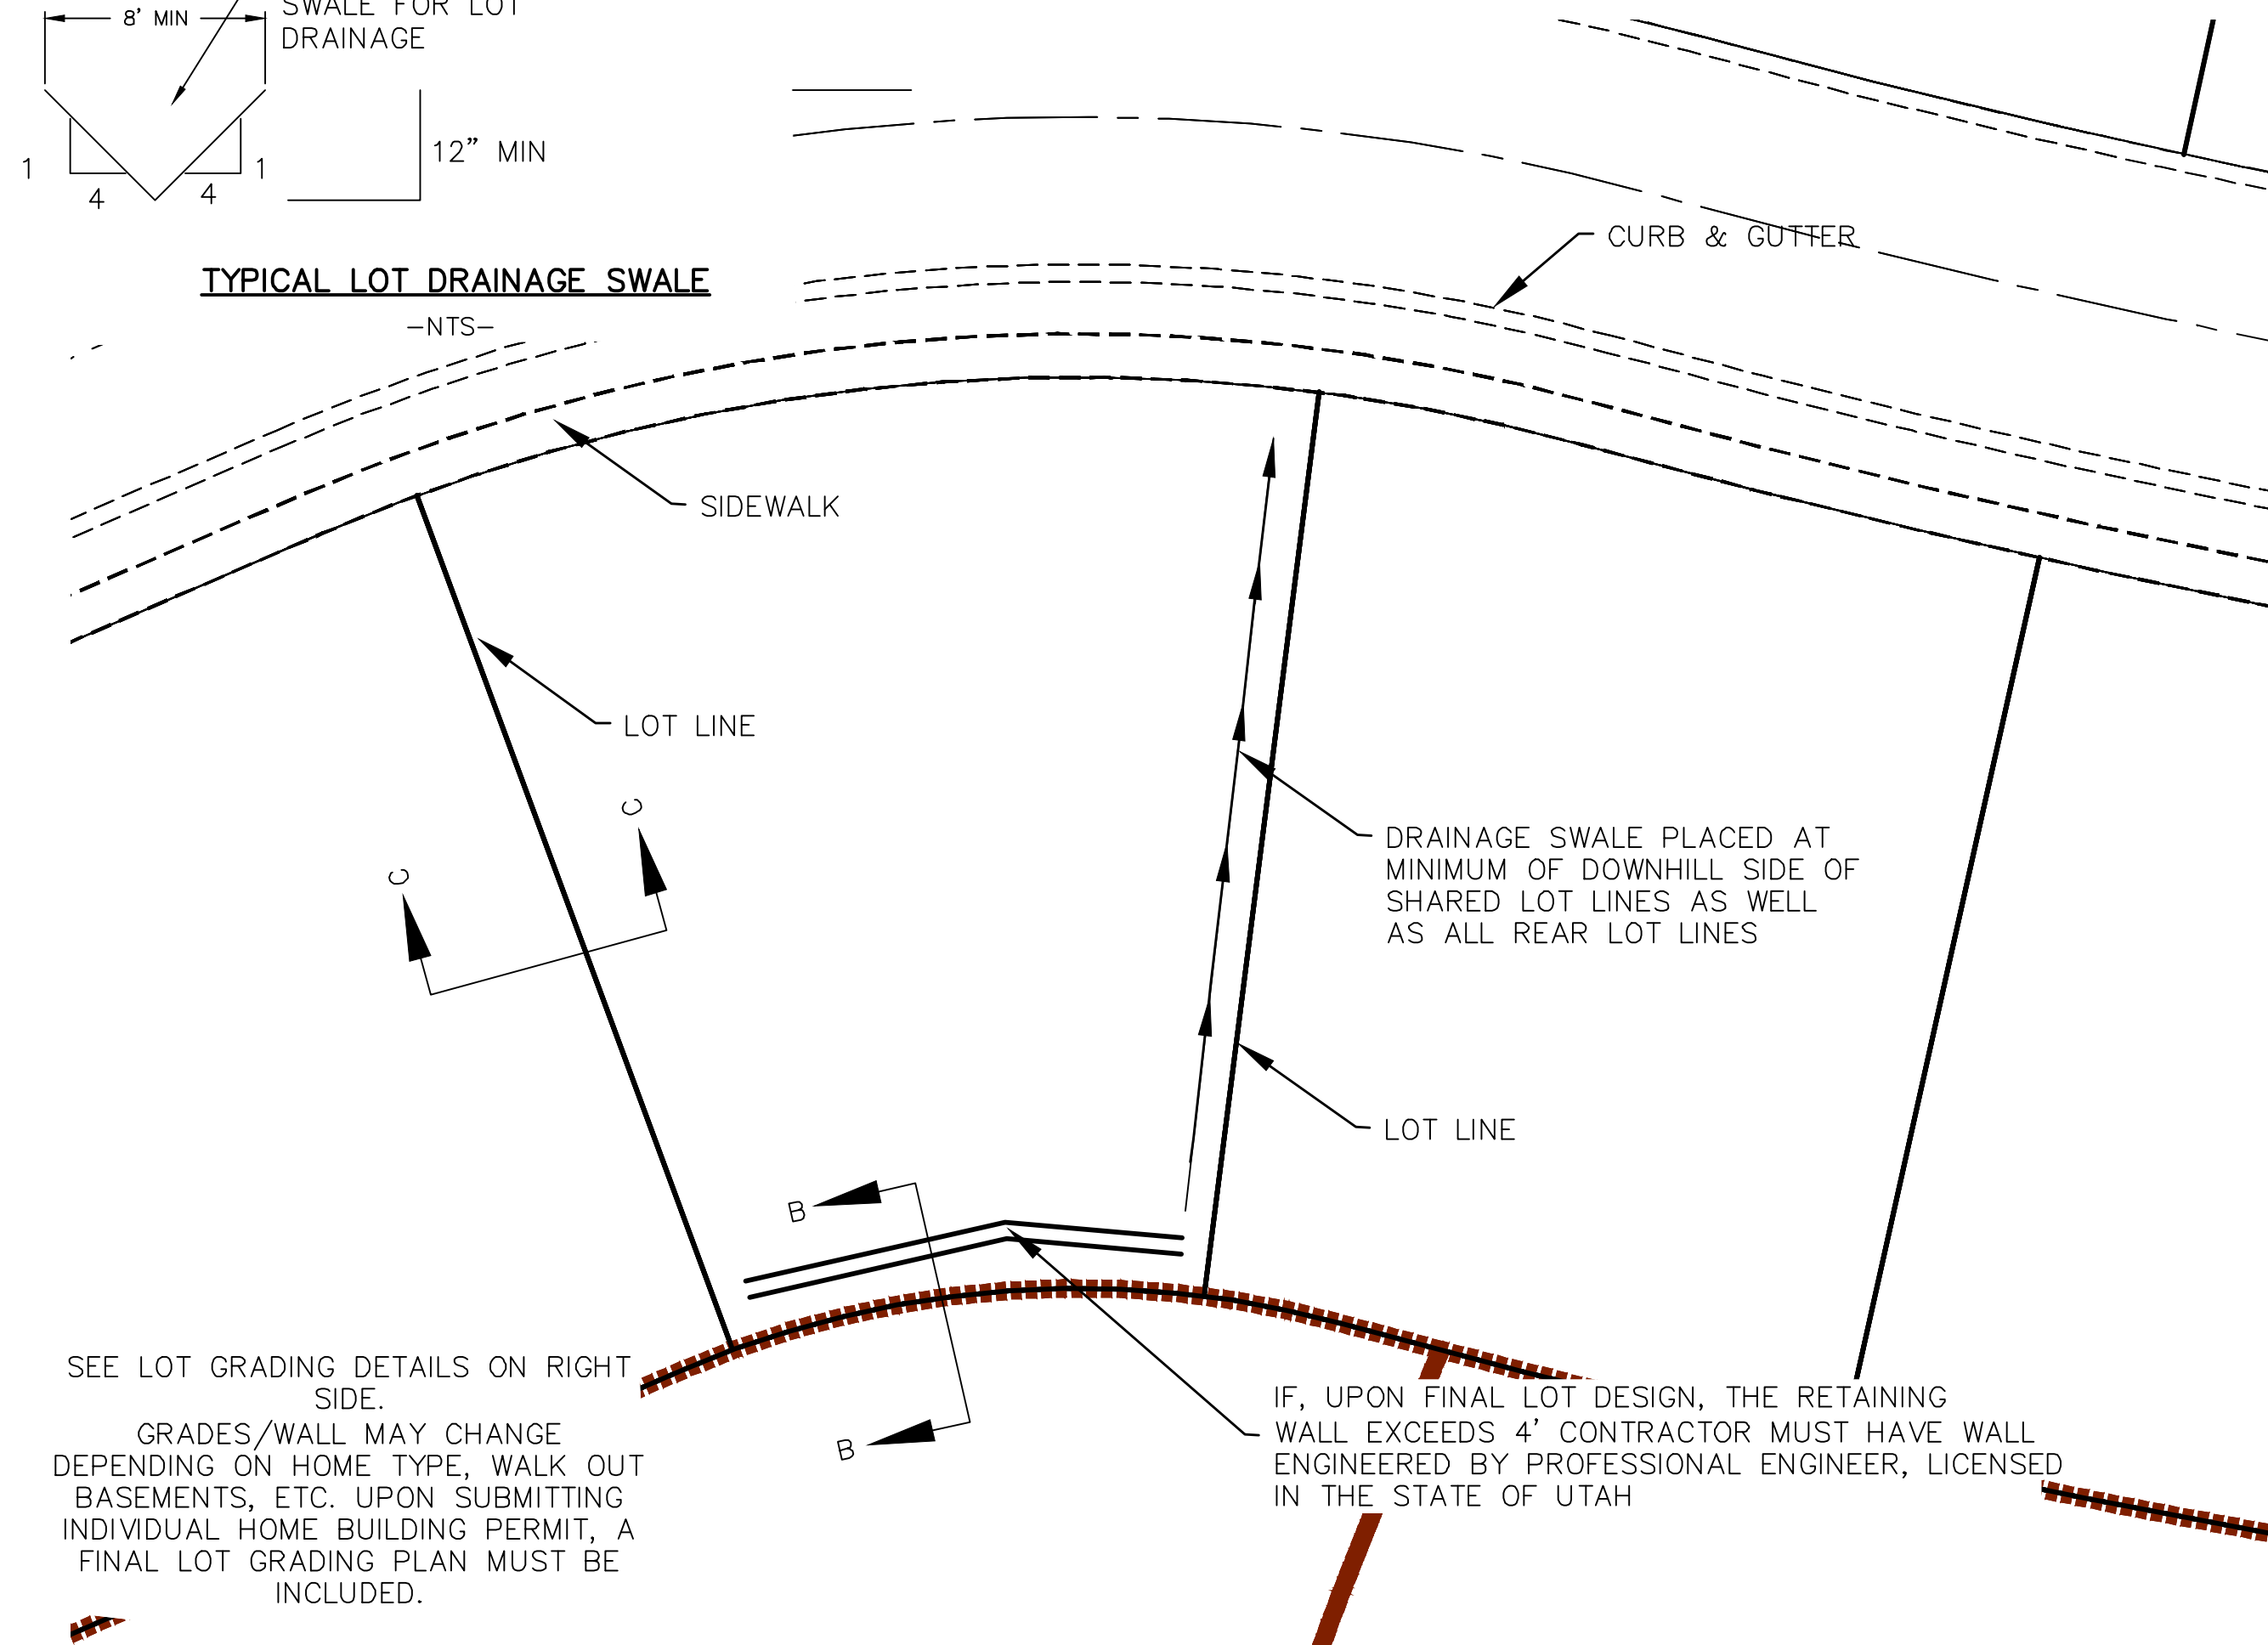 8' MIN
SWALE FOR LOT
DRAINAGE
12” MIN
1
4
4
1
TYPICAL LOT DRAINAGE SWALE
-NTS-
CURB & GUTTER
SIDEWALK
LOT LINE
C
C
DRAINAGE SWALE PLACED AT
MINIMUM OF DOWNHILL SIDE OF
SHARED LOT LINES AS WELL
AS ALL REAR LOT LINES
LOT LINE
B
B
SEE LOT GRADING DETAILS ON RIGHT
SIDE.
GRADES/WALL MAY CHANGE
DEPENDING ON HOME TYPE, WALK OUT
BASEMENTS, ETC. UPON SUBMITTING
INDIVIDUAL HOME BUILDING PERMIT, A
FINAL LOT GRADING PLAN MUST BE
INCLUDED.
IF, UPON FINAL LOT DESIGN, THE RETAINING
WALL EXCEEDS 4' CONTRACTOR MUST HAVE WALL
ENGINEERED BY PROFESSIONAL ENGINEER, LICENSED
IN THE STATE OF UTAH